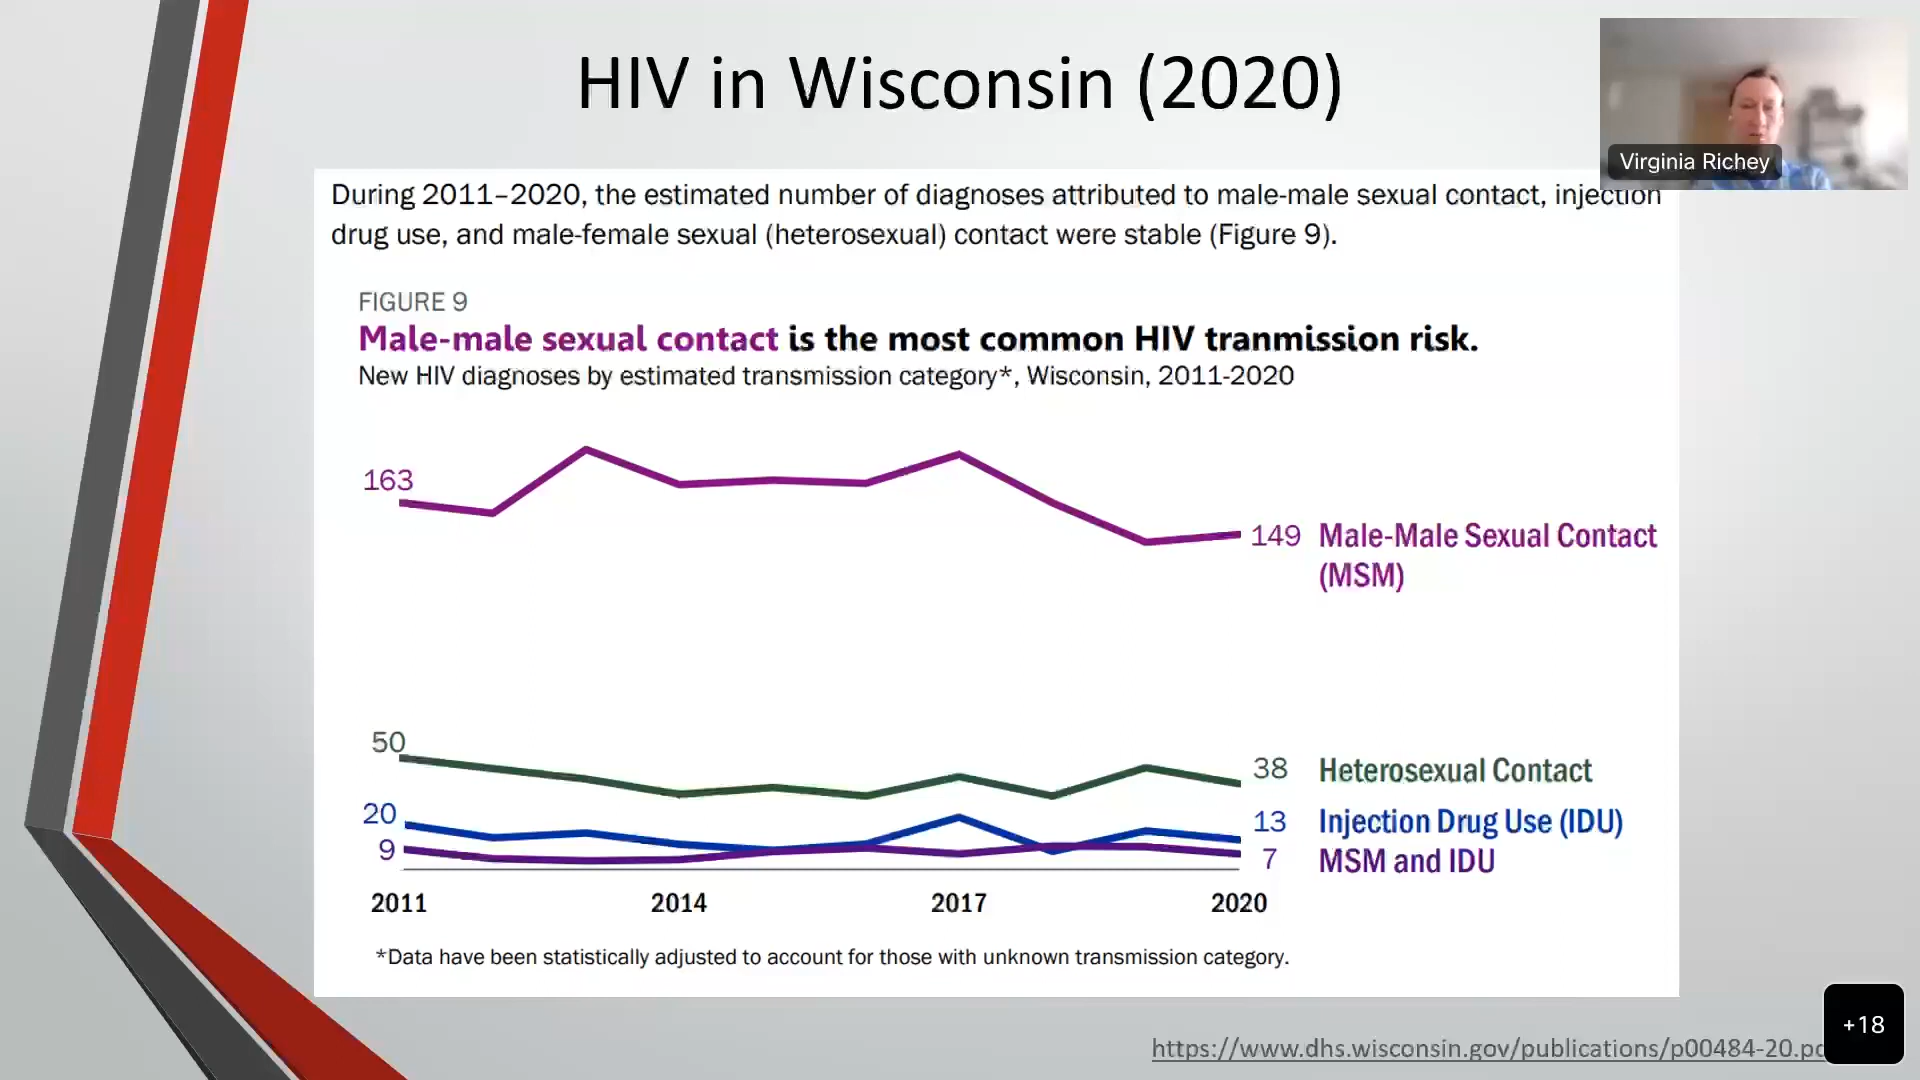 HIV in Wisconsin (2020)
Virginia Richey
During 2011–2020, the estimated number of diagnoses attributed to male-male sexual contact, injection
drug use, and male-female sexual (heterosexual) contact were stable (Figure 9).
FIGURE 9
Male-male sexual contact is the most common HIV tranmission risk.
New HIV diagnoses by estimated transmission category*, Wisconsin, 2011-2020
163
149 Male-Male Sexual Contact
(MSM)
50
38 Heterosexual Contact
20
13 Injection Drug Use (IDU)
9
7 MSM and IDU
2011 2014 2017 2020
*Data have been statistically adjusted to account for those with unknown transmission category.
+18
https://www.dhs.wisconsin.gov/publications/p00484-20.p